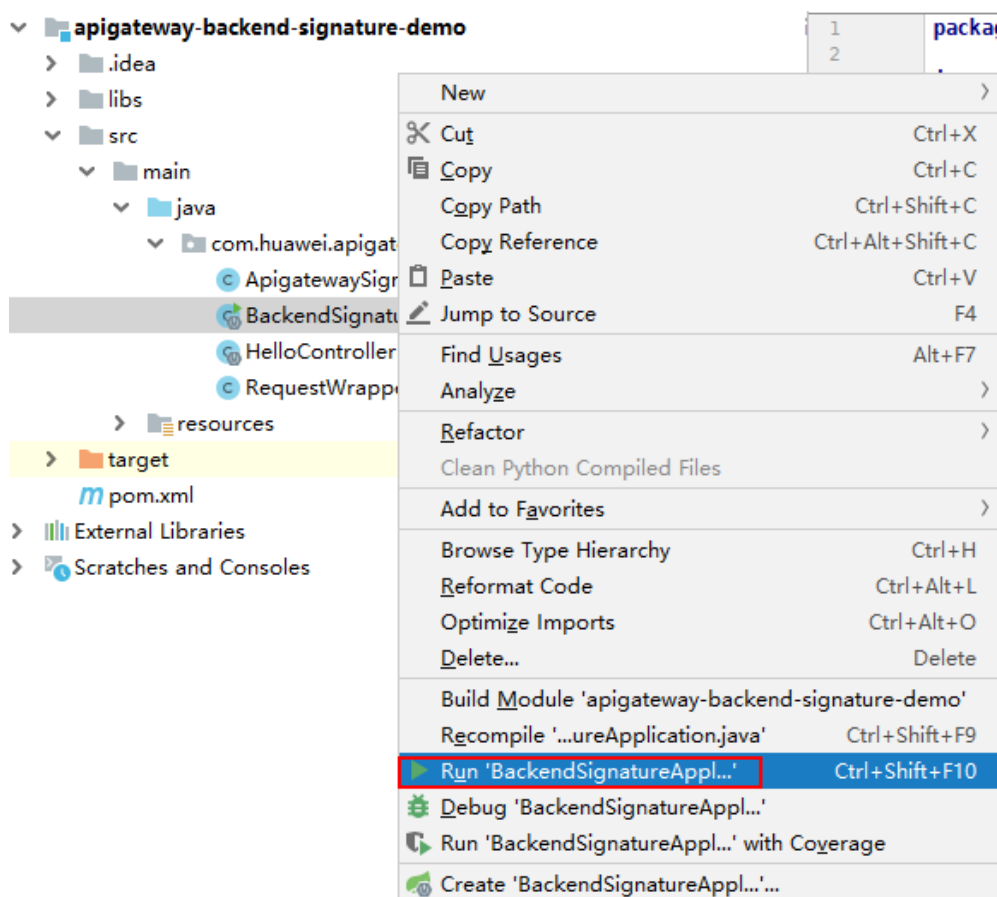 apigateway-backend-signature-demo
.idea
libs
src
main
java
com.huawei.apigat
ApigatewaySigr
BackendSignatu
HelloController
RequestWrappe
resources
target
pom.xml
External Libraries
Scratches and Consoles
1 packag
2
New
Cut Ctrl+X
Copy Ctrl+C
Copy Path Ctrl+Shift+C
Copy Reference Ctrl+Alt+Shift+C
Paste Ctrl+V
Jump to Source F4
Find Usages Alt+F7
Analyze
Refactor
Clean Python Compiled Files
Add to Favorites
Browse Type Hierarchy Ctrl+H
Reformat Code Ctrl+Alt+L
Optimize Imports Ctrl+Alt+O
Delete... Delete
Build Module 'apigateway-backend-signature-demo'
Recompile '...ureApplication.java' Ctrl+Shift+F9
Run 'BackendSignatureAppl...' Ctrl+Shift+F10
Debug 'BackendSignatureAppl...'
Run 'BackendSignatureAppl...' with Coverage
Create 'BackendSignatureAppl...'...